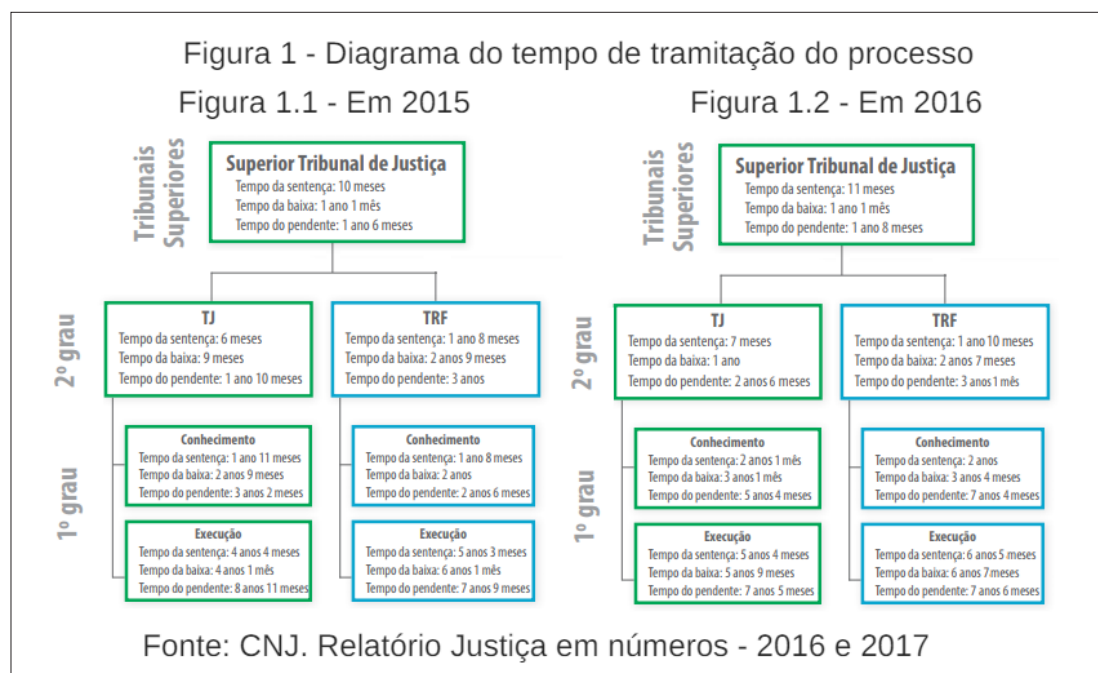 Figura 1 - Diagrama do tempo de tramitação do processo
Figura 1.1 - Em 2015
Tribunais
Superiores
Superior Tribunal de Justiça
Tempo da sentença: 10 meses
Tempo da baixa: 1 ano 1 mês
Tempo do pendente: 1 ano 6 meses
2º grau
TJ
Tempo da sentença: 6 meses
Tempo da baixa: 9 meses
Tempo do pendente: 1 ano 10 meses
TRF
Tempo da sentença: 1 ano 8 meses
Tempo da baixa: 2 anos 9 meses
Tempo do pendente: 3 anos
1º grau
Conhecimento
Tempo da sentença: 1 ano 11 meses
Tempo da baixa: 2 anos 9 meses
Tempo do pendente: 3 anos 2 meses
Conhecimento
Tempo da sentença: 1 ano 8 meses
Tempo da baixa: 2 anos
Tempo do pendente: 2 anos 6 meses
Execução
Tempo da sentença: 4 anos 4 meses
Tempo da baixa: 4 anos 1 mês
Tempo do pendente: 8 anos 11 meses
Execução
Tempo da sentença: 5 anos 3 meses
Tempo da baixa: 6 anos 1 mês
Tempo do pendente: 7 anos 9 meses
Figura 1.2 - Em 2016
Tribunais
Superiores
Superior Tribunal de Justiça
Tempo da sentença: 11 meses
Tempo da baixa: 1 ano 1 mês
Tempo do pendente: 1 ano 8 meses
2º grau
TJ
Tempo da sentença: 7 meses
Tempo da baixa: 1 ano
Tempo do pendente: 2 anos 6 meses
TRF
Tempo da sentença: 1 ano 10 meses
Tempo da baixa: 2 anos 7 meses
Tempo do pendente: 3 anos 1 mês
1º grau
Conhecimento
Tempo da sentença: 2 anos 1 mês
Tempo da baixa: 3 anos 1 mês
Tempo do pendente: 5 anos 4 meses
Conhecimento
Tempo da sentença: 2 anos
Tempo da baixa: 3 anos 4 meses
Tempo do pendente: 7 anos 4 meses
Execução
Tempo da sentença: 5 anos 4 meses
Tempo da baixa: 5 anos 9 meses
Tempo do pendente: 7 anos 5 meses
Execução
Tempo da sentença: 6 anos 5 meses
Tempo da baixa: 6 anos 7 meses
Tempo do pendente: 7 anos 6 meses
Fonte: CNJ. Relatório Justiça em números - 2016 e 2017